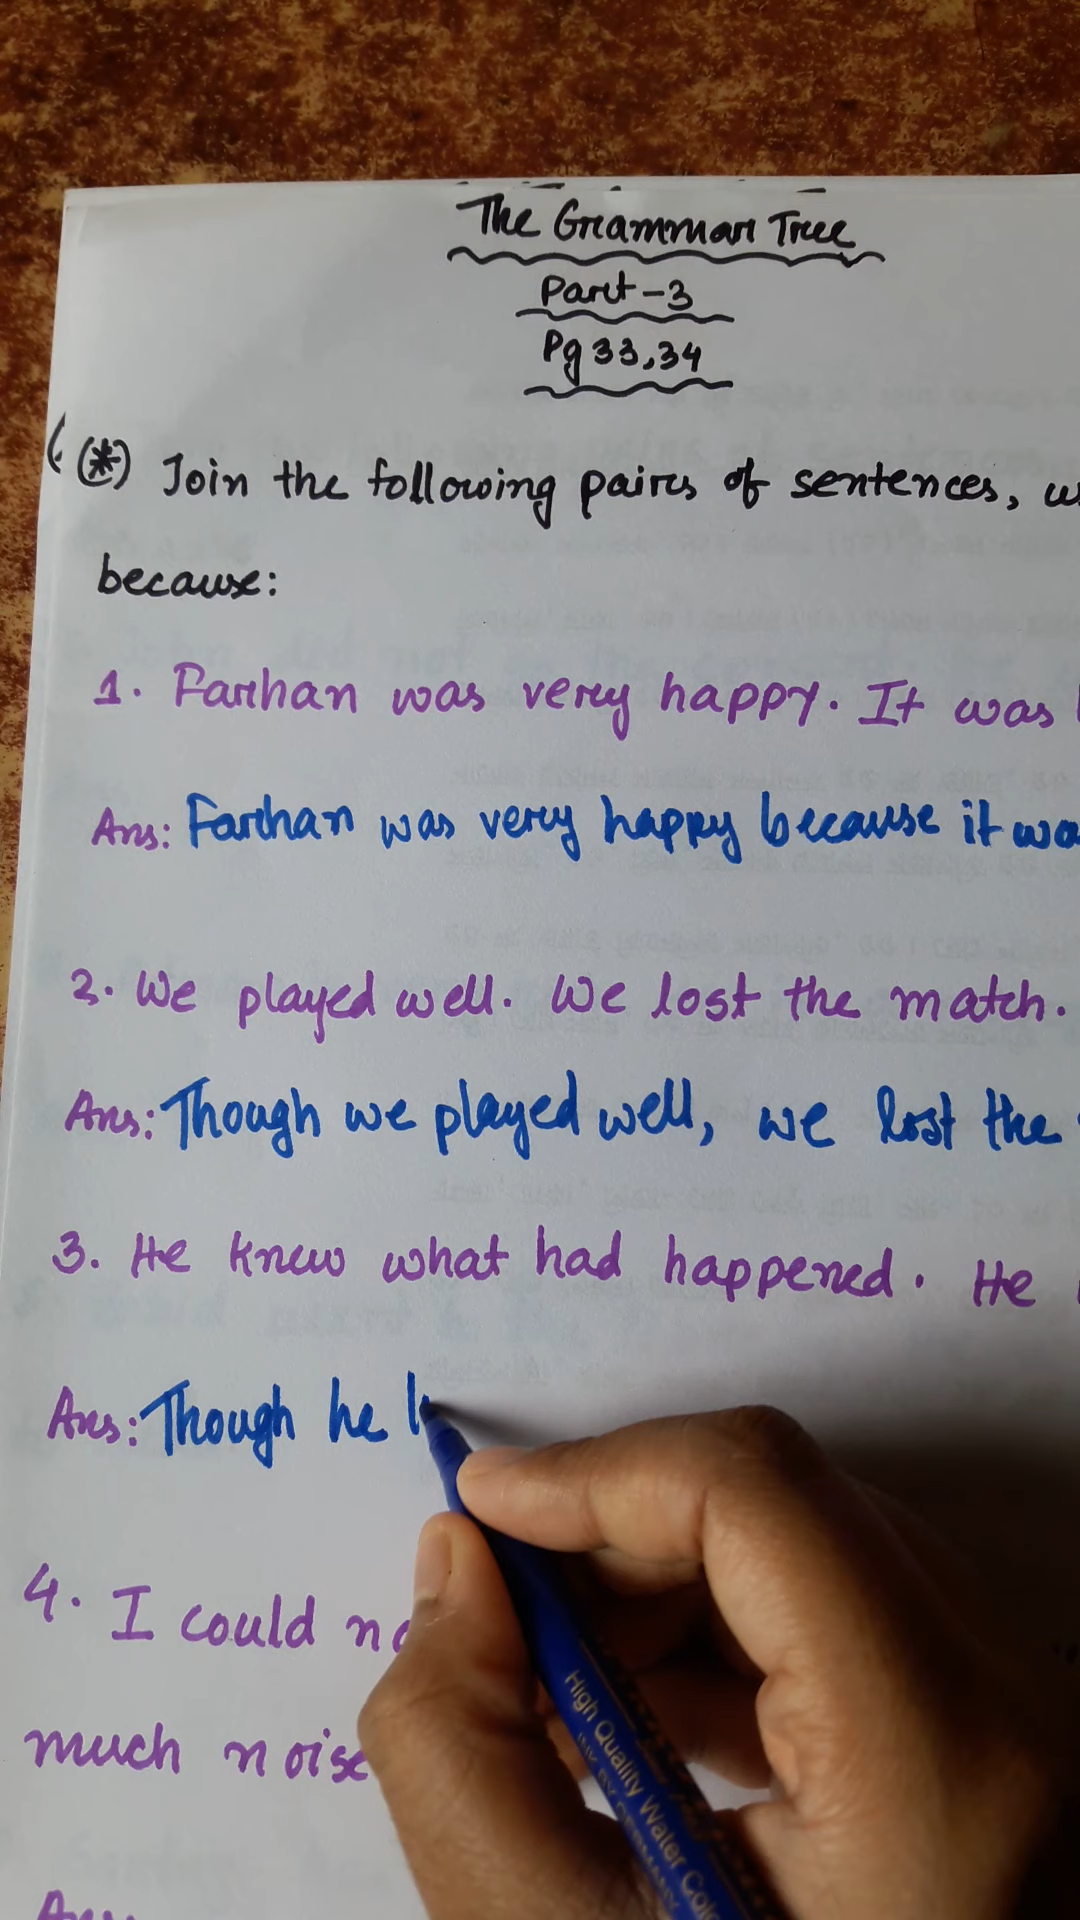 The Grammar Tree
Part-3
Pg 33,34
(*) Join the following pairs of sentences,
because:
1. Farhan was very happy. It was
Ans: Farhan was very happy because it
2. We played well. We lost the match.
Ans: Though we played well, we lost the
3. He knew what had happened. He
Ans: Though he
4. I could
much noise
Ans
High Quality Water